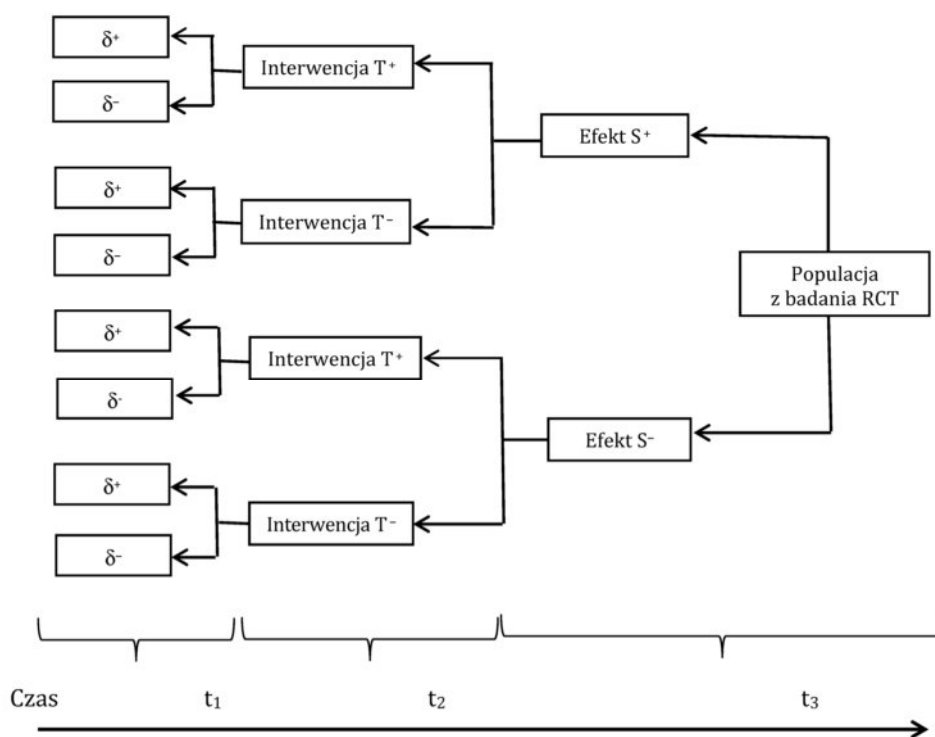 δ⁺
Interwencja T⁺
δ⁻
Efekt S⁺
δ⁺
Interwencja T⁻
δ⁻
Populacja
z badania RCT
δ⁺
Interwencja T⁺
δ⁻
Efekt S⁻
δ⁺
Interwencja T⁻
δ⁻
Czas t₁ t₂ t₃